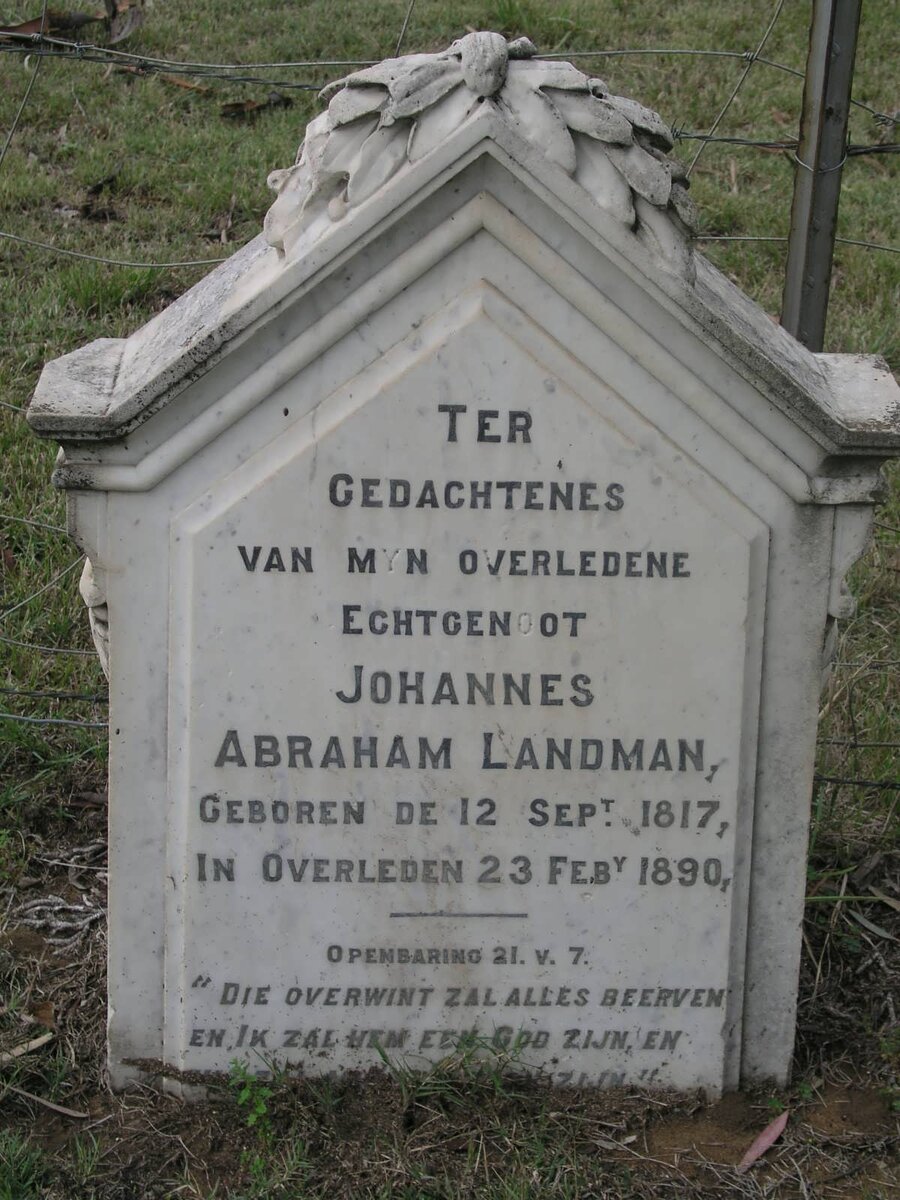 TER
GEDACHTENES
VAN MYN OVERLEDENE
ECHTGENOOT
JOHANNES
ABRAHAM LANDMAN,
GEBOREN DE 12 SEPT. 1817,
IN OVERLEDEN 23 FEBY 1890,
OPENBARING 21. V. 7.
"DIE OVERWINT ZAL ALLES BEERVEN
EN IK ZAL HEM EEN GOD ZIJN, EN
ZIJN."